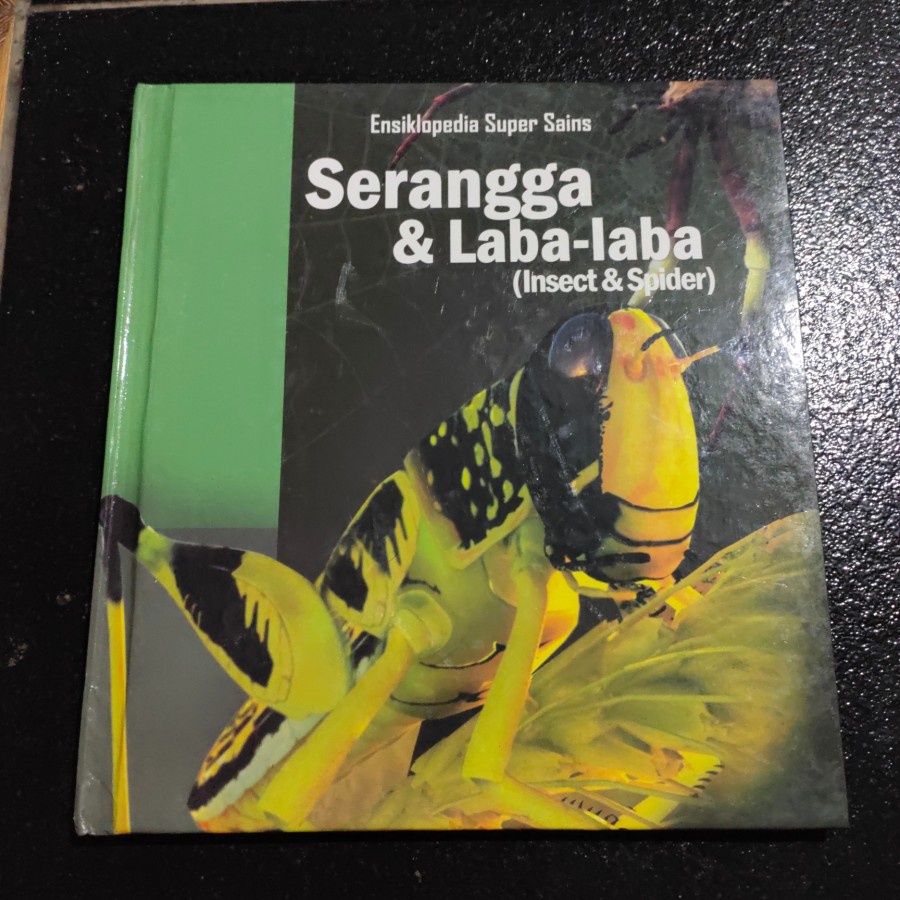 Ensiklopedia Super Sains
Serangga
& Laba-laba
(Insect & Spider)